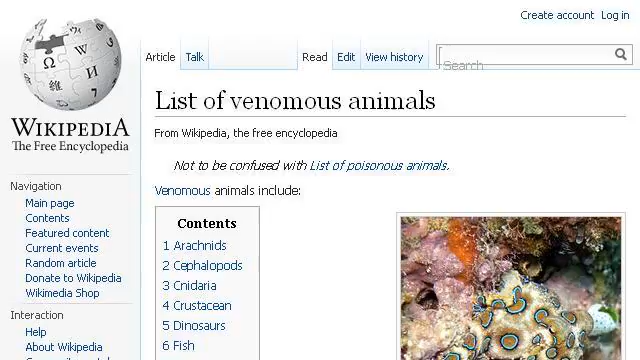 Create account Log in
Article Talk Read Edit View history Search
WIKIPEDIA
The Free Encyclopedia
List of venomous animals
From Wikipedia, the free encyclopedia
Not to be confused with List of poisonous animals.
Venomous animals include:
Navigation
Main page
Contents
Featured content
Current events
Random article
Donate to Wikipedia
Wikimedia Shop
Interaction
Help
About Wikipedia
Contents
1 Arachnids
2 Cephalopods
3 Cnidaria
4 Crustacean
5 Dinosaurs
6 Fish